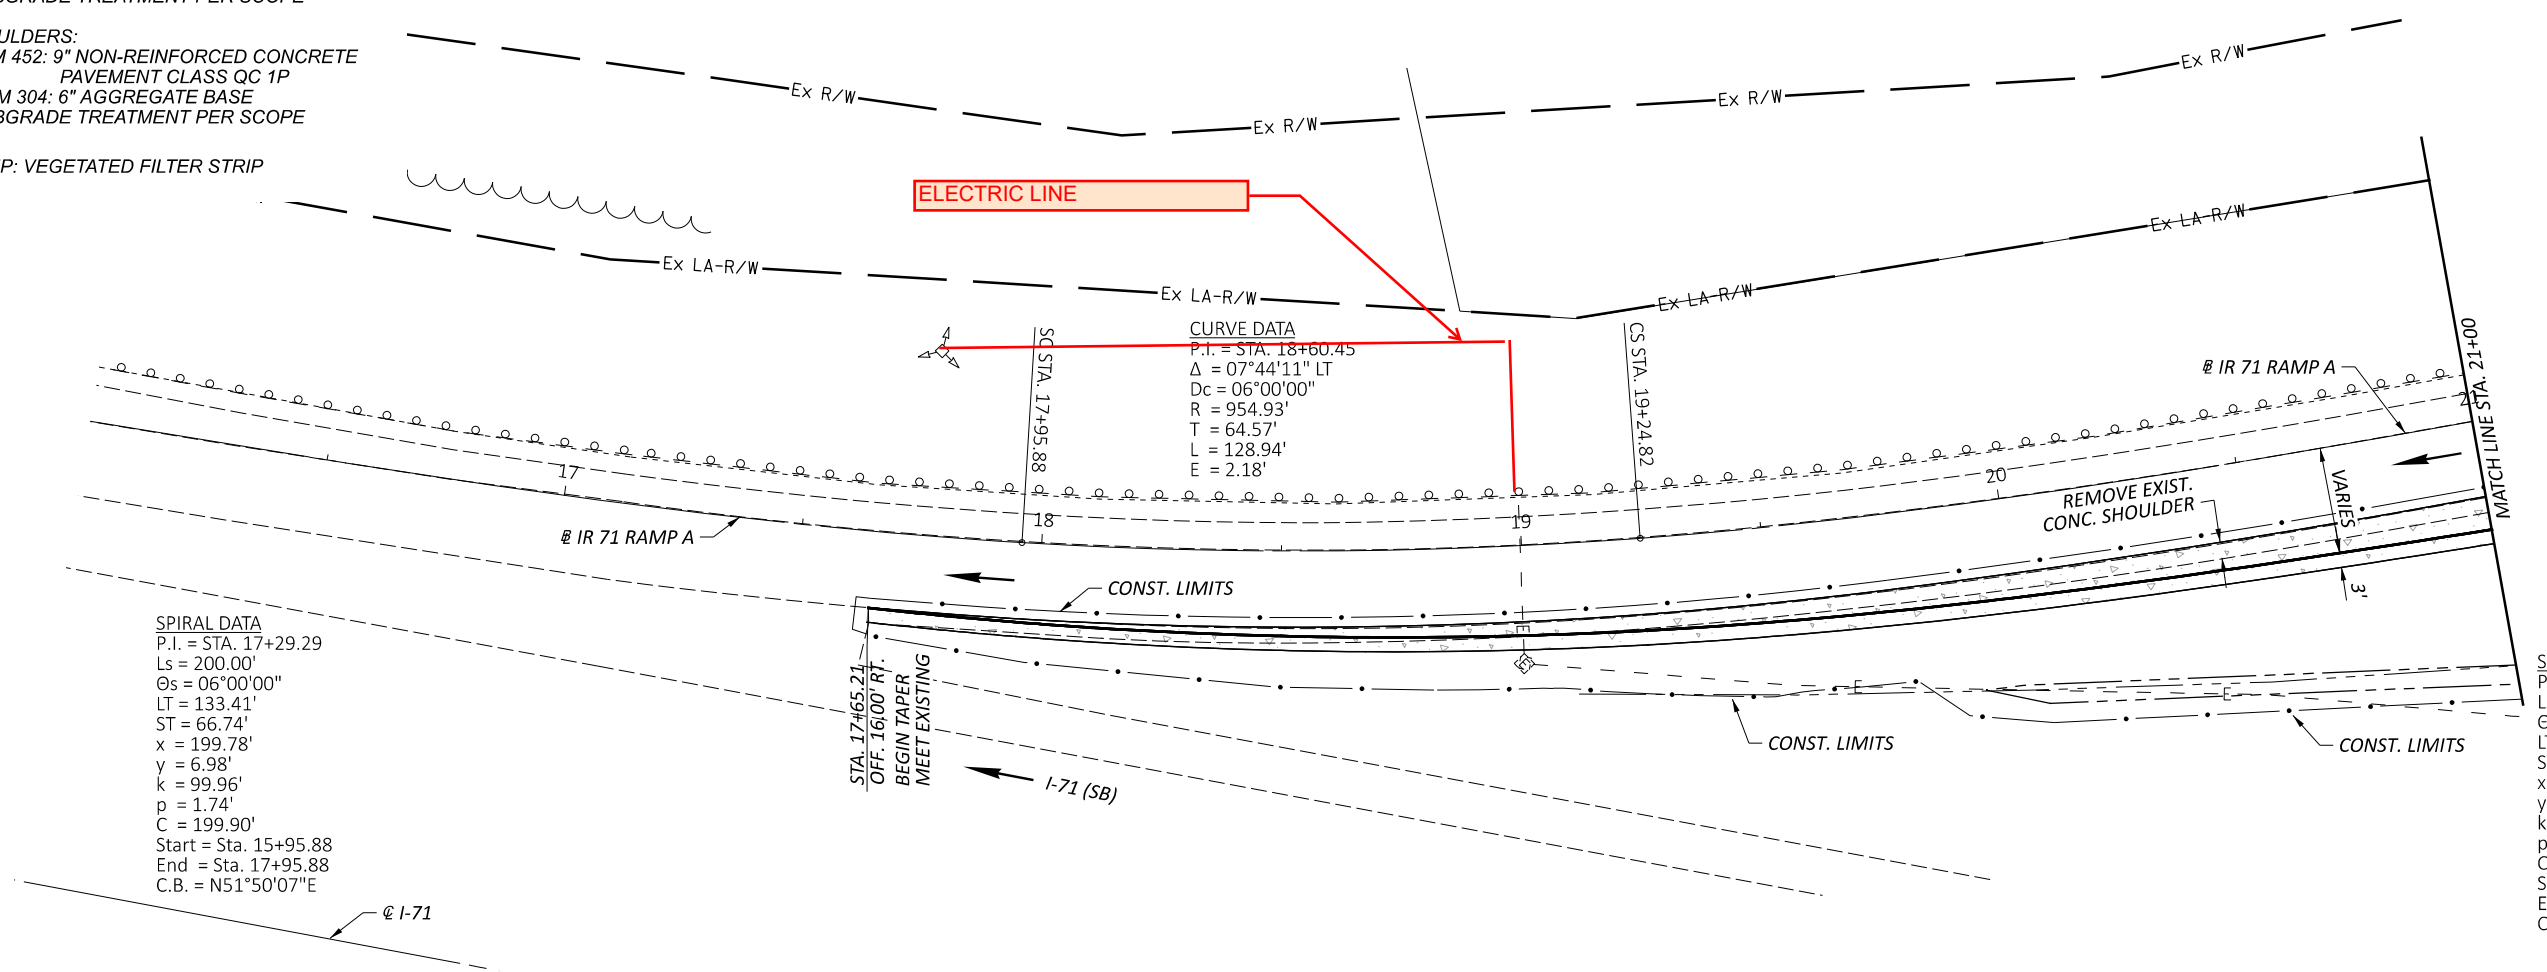 BGRADE TREATMENT PER SCOPE
ULDERS:
M 452: 9" NON-REINFORCED CONCRETE
PAVEMENT CLASS QC 1P
M 304: 6" AGGREGATE BASE
BGRADE TREATMENT PER SCOPE
P: VEGETATED FILTER STRIP
Ex R/W
Ex R/W
Ex R/W
Ex R/W
ELECTRIC LINE
Ex LA-R/W
Ex LA-R/W
Ex LA-R/W
Ex LA-R/W
SC STA. 17+95.88
CURVE DATA
P.I. = STA. 18+60.45
Δ = 07°44'11" LT
Dc = 06°00'00"
R = 954.93'
T = 64.57'
L = 128.94'
E = 2.18'
CS STA. 19+24.82
MATCH LINE STA. 21+00
℄ IR 71 RAMP A
21
17
18
19
20
℄ IR 71 RAMP A
REMOVE EXIST.
CONC. SHOULDER
VARIES
3'
CONST. LIMITS
E
E
E
E
STA. 17+65.21
OFF. 16.00' RT.
BEGIN TAPER
MEET EXISTING
CONST. LIMITS
CONST. LIMITS
I-71 (SB)
SPIRAL DATA
P.I. = STA. 17+29.29
Ls = 200.00'
Θs = 06°00'00"
LT = 133.41'
ST = 66.74'
x = 199.78'
y = 6.98'
k = 99.96'
p = 1.74'
C = 199.90'
Start = Sta. 15+95.88
End = Sta. 17+95.88
C.B. = N51°50'07"E
℄ I-71
S
P
L
Θ
LT
S
x
y
k
p
C
S
E
C